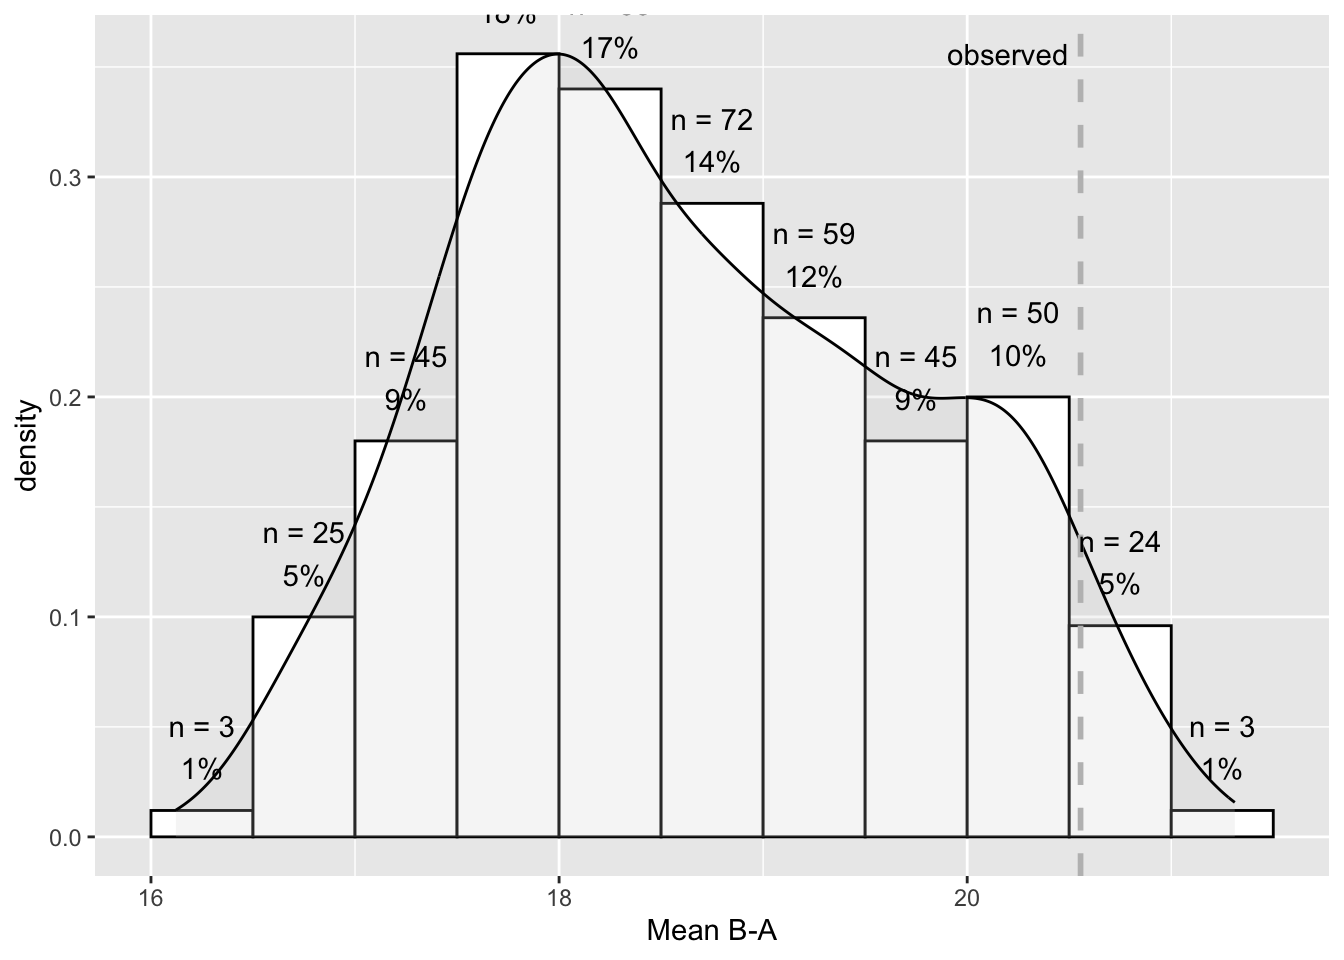 18%
17%
observed
n = 72
14%
n = 59
12%
n = 50
10%
n = 45
9%
n = 45
9%
n = 25
5%
n = 24
5%
n = 3
1%
n = 3
1%
0.3
0.2
0.1
0.0
density
16
18
20
Mean B-A